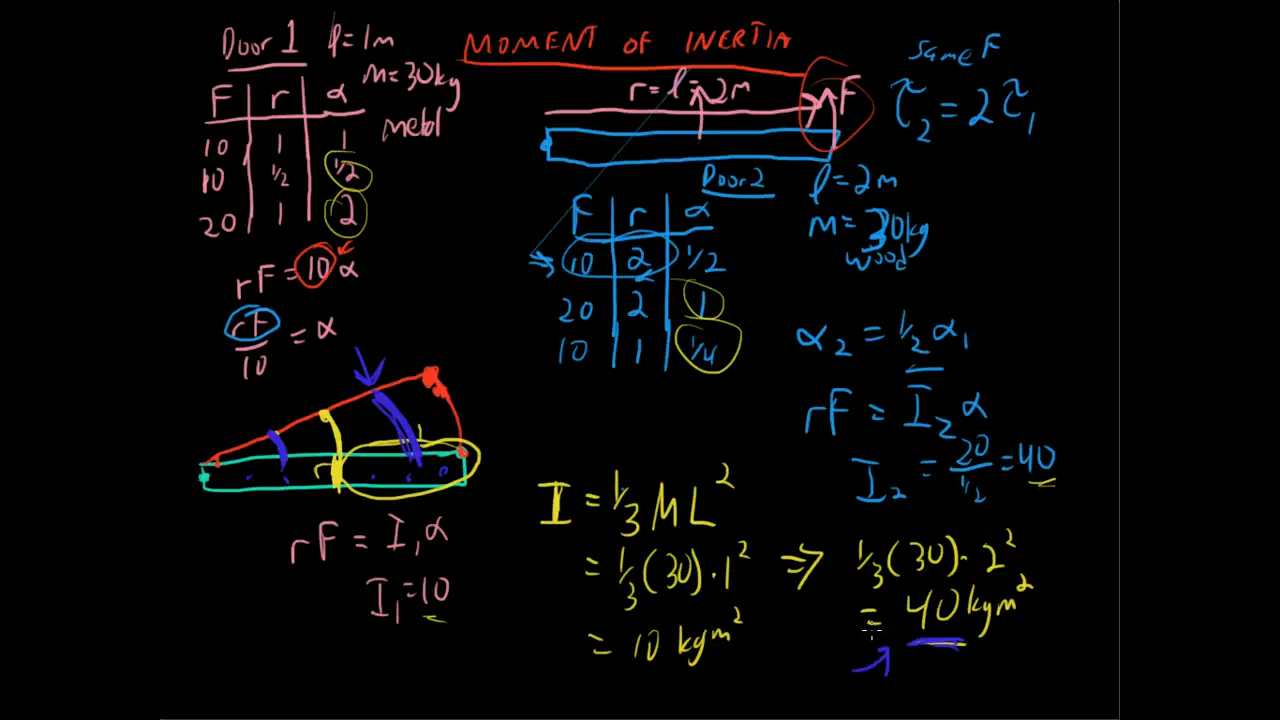 MOMENT OF INERTIA
Door 1 l = 1m
M = 30kg
metal
F r α
10 1 1
10 1/2 1/2
20 1 2
rF = 10 α
rF/10 = α
rF = I₁α
I₁ = 10
r = l = 2m
F
Door 2
F r α
10 2 1/2
20 2 1
10 1 1/4
same F
τ₂ = 2τ₁
l = 2m
M = 30kg
wood
α₂ = 1/2 α₁
rF = I₂ α
I₂ = 20/(1/2) = 40
I = 1/3 ML²
= 1/3 (30) · 1² ⇒ 1/3 (30) · 2²
= 10 kgm²
= 40 kgm²